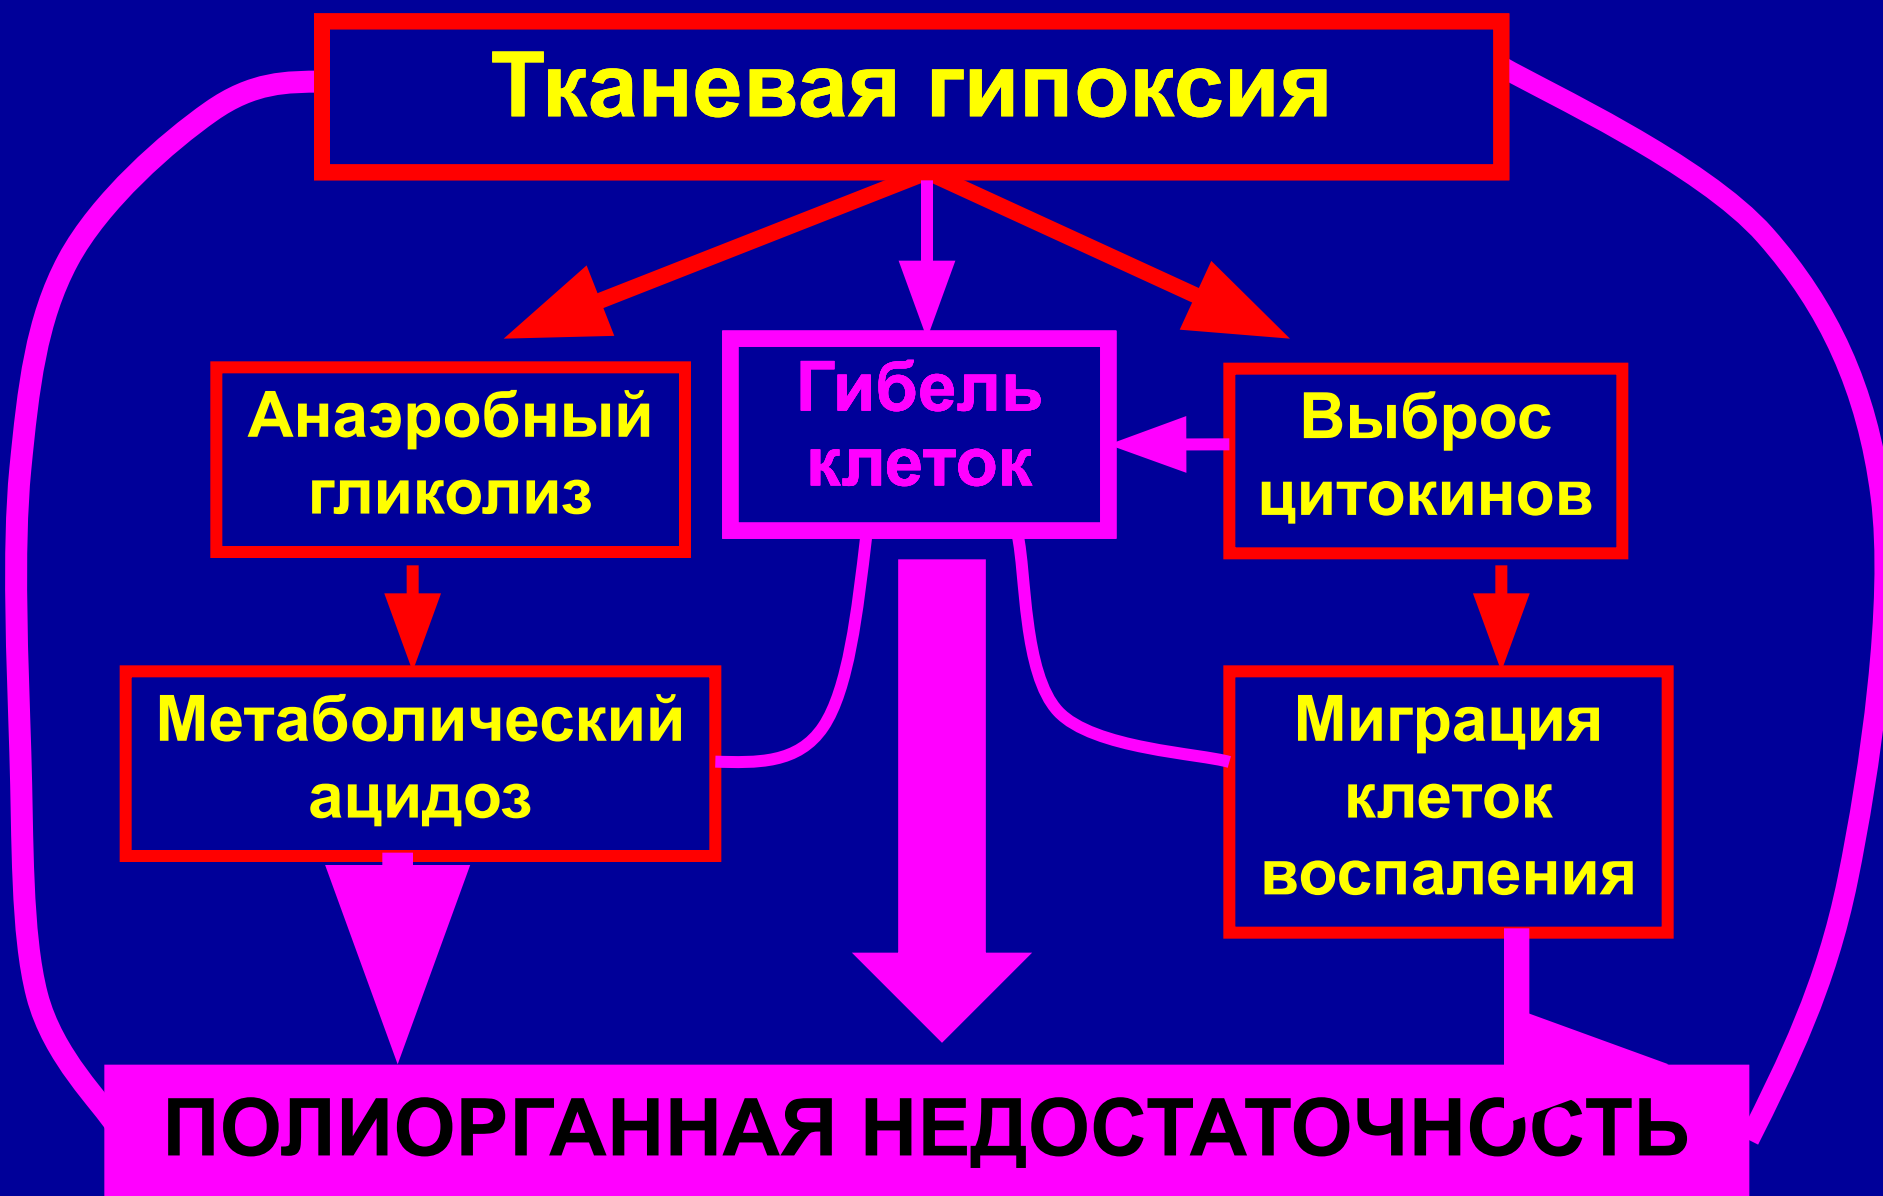 Тканевая гипоксия
Анаэробный
гликолиз
Гибель
клеток
Выброс
цитокинов
Метаболический
ацидоз
Миграция
клеток
воспаления
ПОЛИОРГАННАЯ НЕДОСТАТОЧНОСТЬ